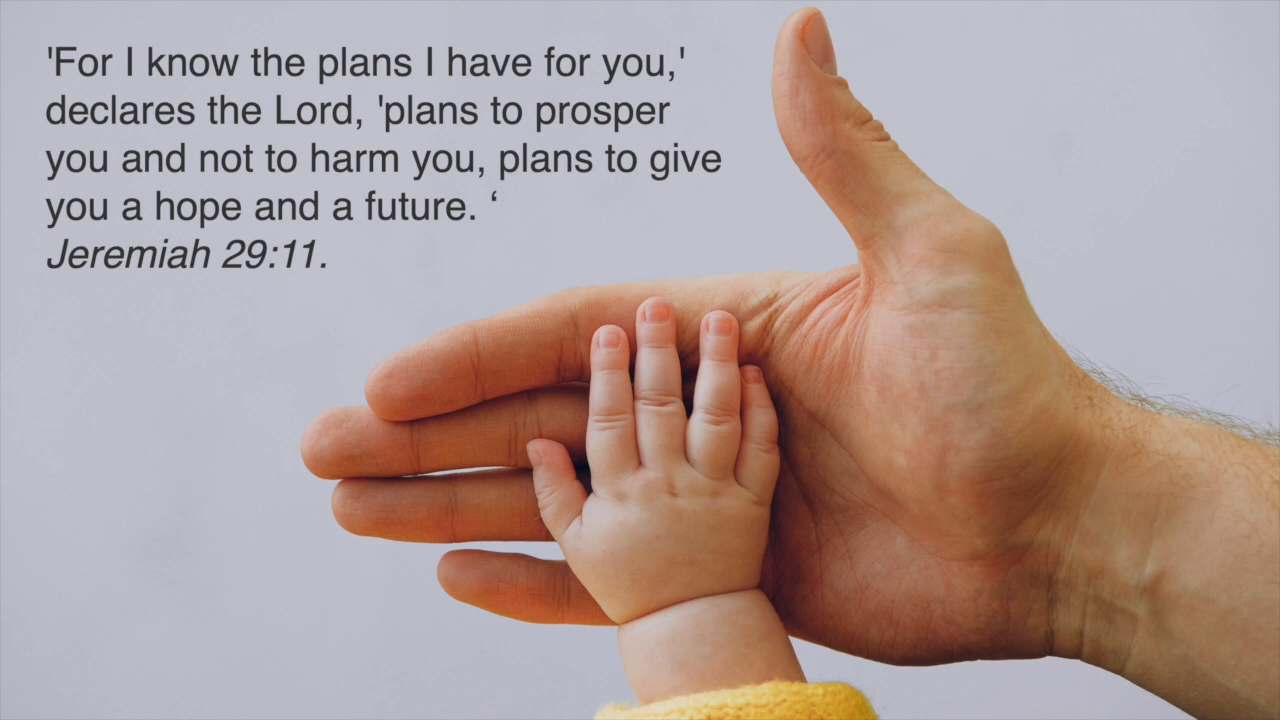 'For I know the plans I have for you,'
declares the Lord, 'plans to prosper
you and not to harm you, plans to give
you a hope and a future. ‘
Jeremiah 29:11.